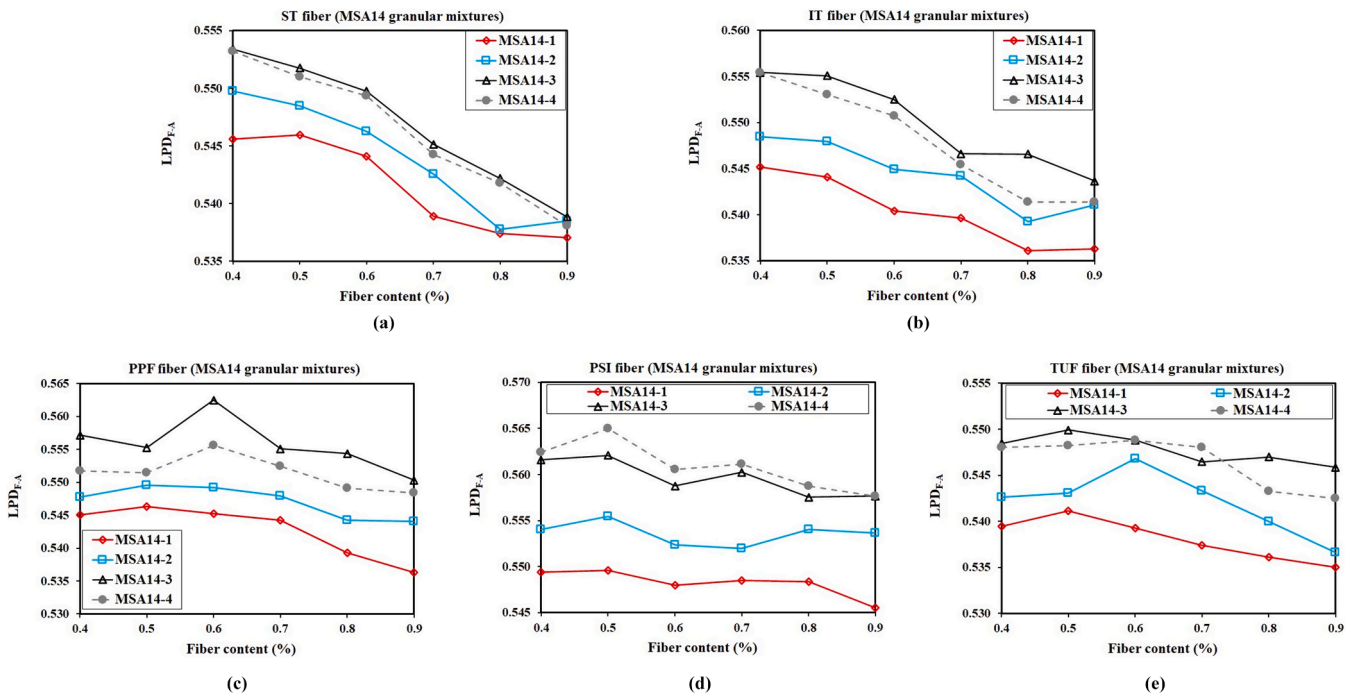 ST fiber (MSA14 granular mixtures)
0.555
0.550
0.545
0.540
0.535
LPD_F-A
MSA14-1
MSA14-2
MSA14-3
MSA14-4
0.4 0.5 0.6 0.7 0.8 0.9
Fiber content (%)
(a)
IT fiber (MSA14 granular mixtures)
0.560
0.555
0.550
0.545
0.540
0.535
LPD_F-A
MSA14-1
MSA14-2
MSA14-3
MSA14-4
0.4 0.5 0.6 0.7 0.8 0.9
Fiber content (%)
(b)
PPF fiber (MSA14 granular mixtures)
0.565
0.560
0.555
0.550
0.545
0.540
0.535
0.530
LPD_F-A
MSA14-1
MSA14-2
MSA14-3
MSA14-4
0.4 0.5 0.6 0.7 0.8 0.9
Fiber content (%)
(c)
PSI fiber (MSA14 granular mixtures)
0.570
0.565
0.560
0.555
0.550
0.545
LPD_F-A
MSA14-1 MSA14-2
MSA14-3 MSA14-4
0.4 0.5 0.6 0.7 0.8 0.9
Fiber content (%)
(d)
TUF fiber (MSA14 granular mixtures)
0.555
0.550
0.545
0.540
0.535
0.530
LPD_F-A
MSA14-1 MSA14-2
MSA14-3 MSA14-4
0.4 0.5 0.6 0.7 0.8 0.9
Fiber content (%)
(e)